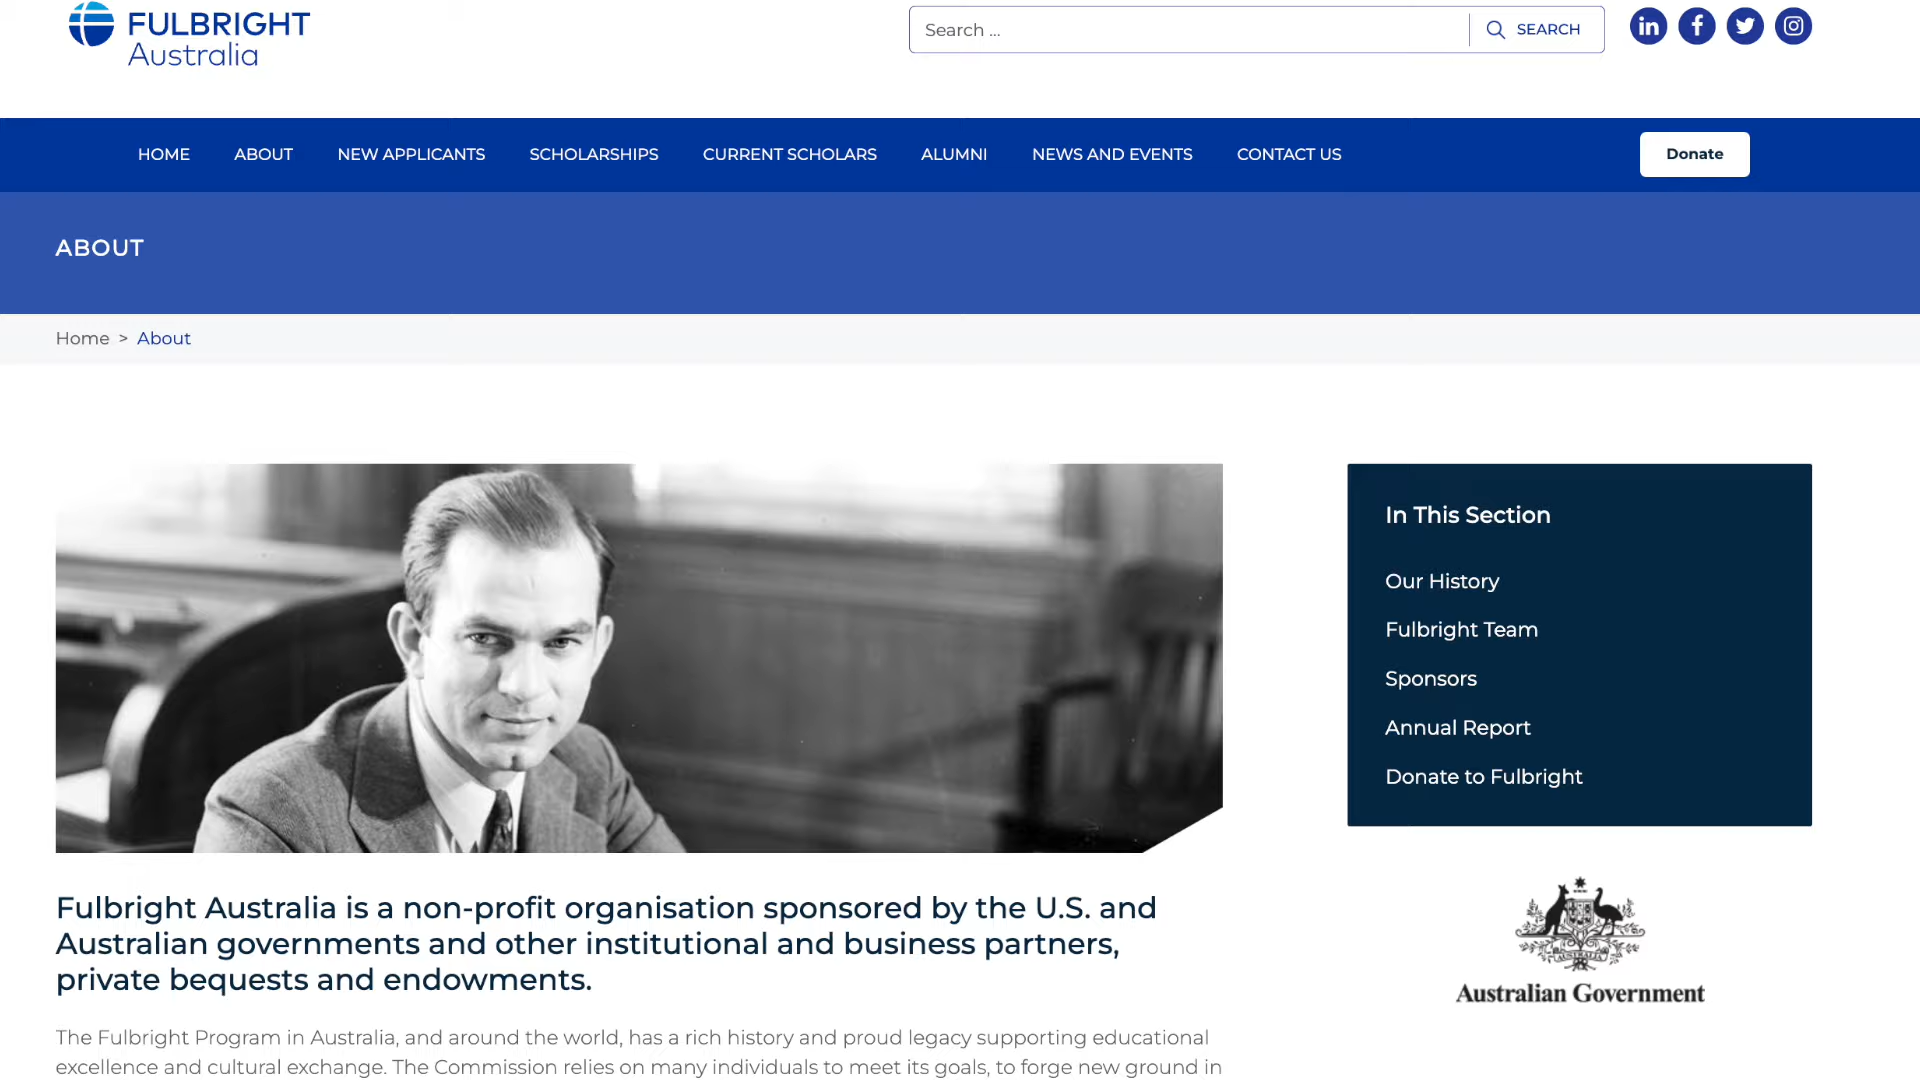 FULBRIGHT
Australia
Search ...
SEARCH
HOME
ABOUT
NEW APPLICANTS
SCHOLARSHIPS
CURRENT SCHOLARS
ALUMNI
NEWS AND EVENTS
CONTACT US
Donate
ABOUT
Home > About
In This Section
Our History
Fulbright Team
Sponsors
Annual Report
Donate to Fulbright
Fulbright Australia is a non-profit organisation sponsored by the U.S. and
Australian governments and other institutional and business partners,
private bequests and endowments.
AUSTRALIA
Australian Government
The Fulbright Program in Australia, and around the world, has a rich history and proud legacy supporting educational
excellence and cultural exchange. The Commission relies on many individuals to meet its goals, to forge new ground in